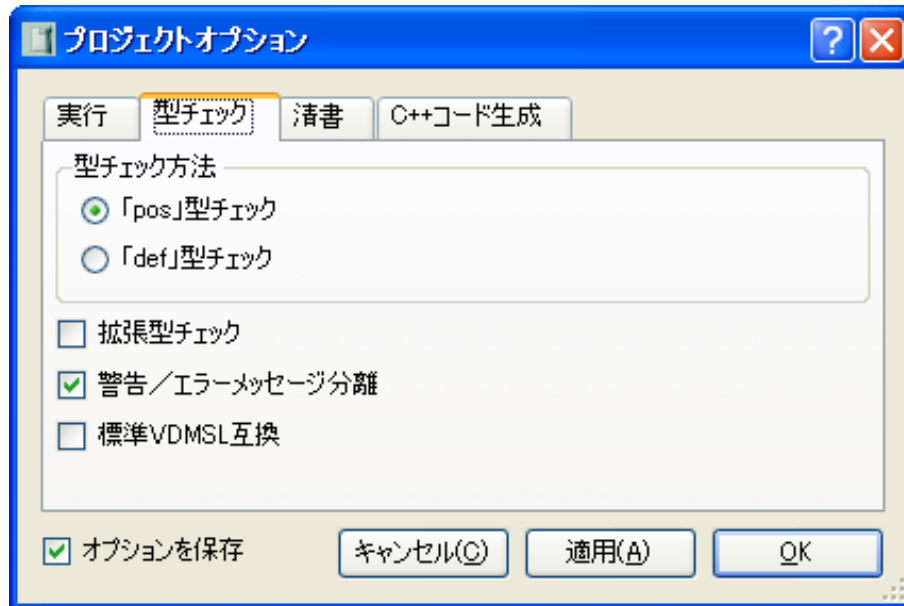 プロジェクトオプション
実行 型チェック 清書 C++コード生成
型チェック方法
「pos」型チェック
「def」型チェック
拡張型チェック
警告／エラーメッセージ分離
標準VDMSL互換
オプションを保存 キャンセル(C) 適用(A) OK